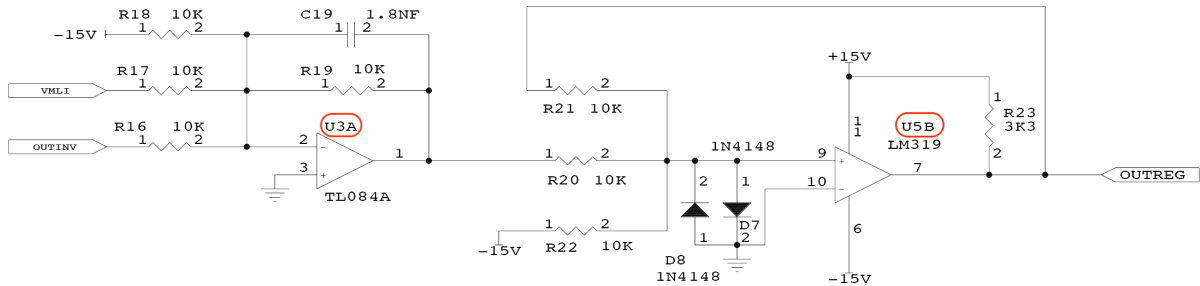 R18 10K
1 2
-15V
C19 1.8NF
1 2
R17 10K
1 2
VMLI
R19 10K
1 2
R16 10K
1 2
OUTINV
U3A
2
-
3
+
1
TL084A
1 2
R21 10K
1 2
R20 10K
1 2
R22 10K
-15V
1N4148
2
1
1
D8
1N4148
D7
2
9
+
10
-
+15V
1
1
U5B
LM319
7
6
-15V
1
R23
3K3
2
OUTREG